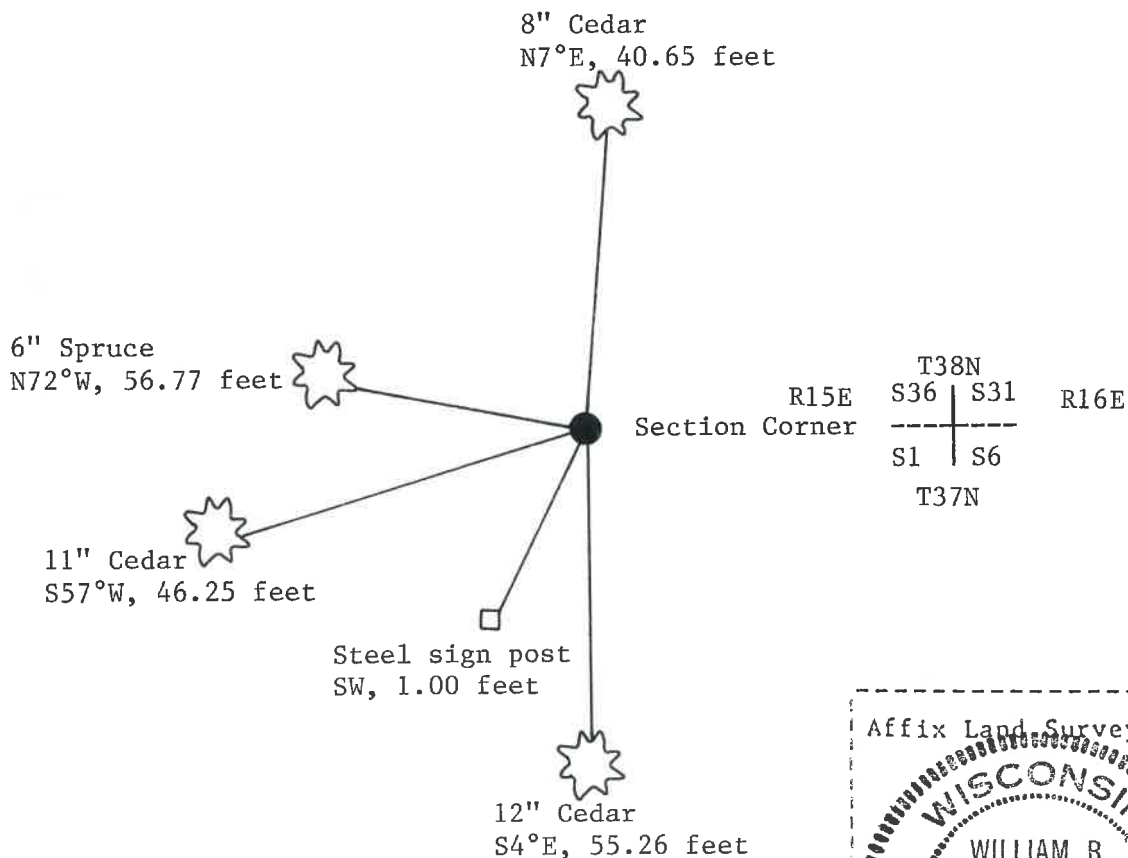 8" Cedar
N7°E, 40.65 feet
6" Spruce
N72°W, 56.77 feet
T38N
R15E S36 S31 R16E
Section Corner
S1 S6
T37N
11" Cedar
S57°W, 46.25 feet
Steel sign post
SW, 1.00 feet
12" Cedar
S4°E, 55.26 feet
Affix Land Survey
WISCONSIN
WILLIAM R